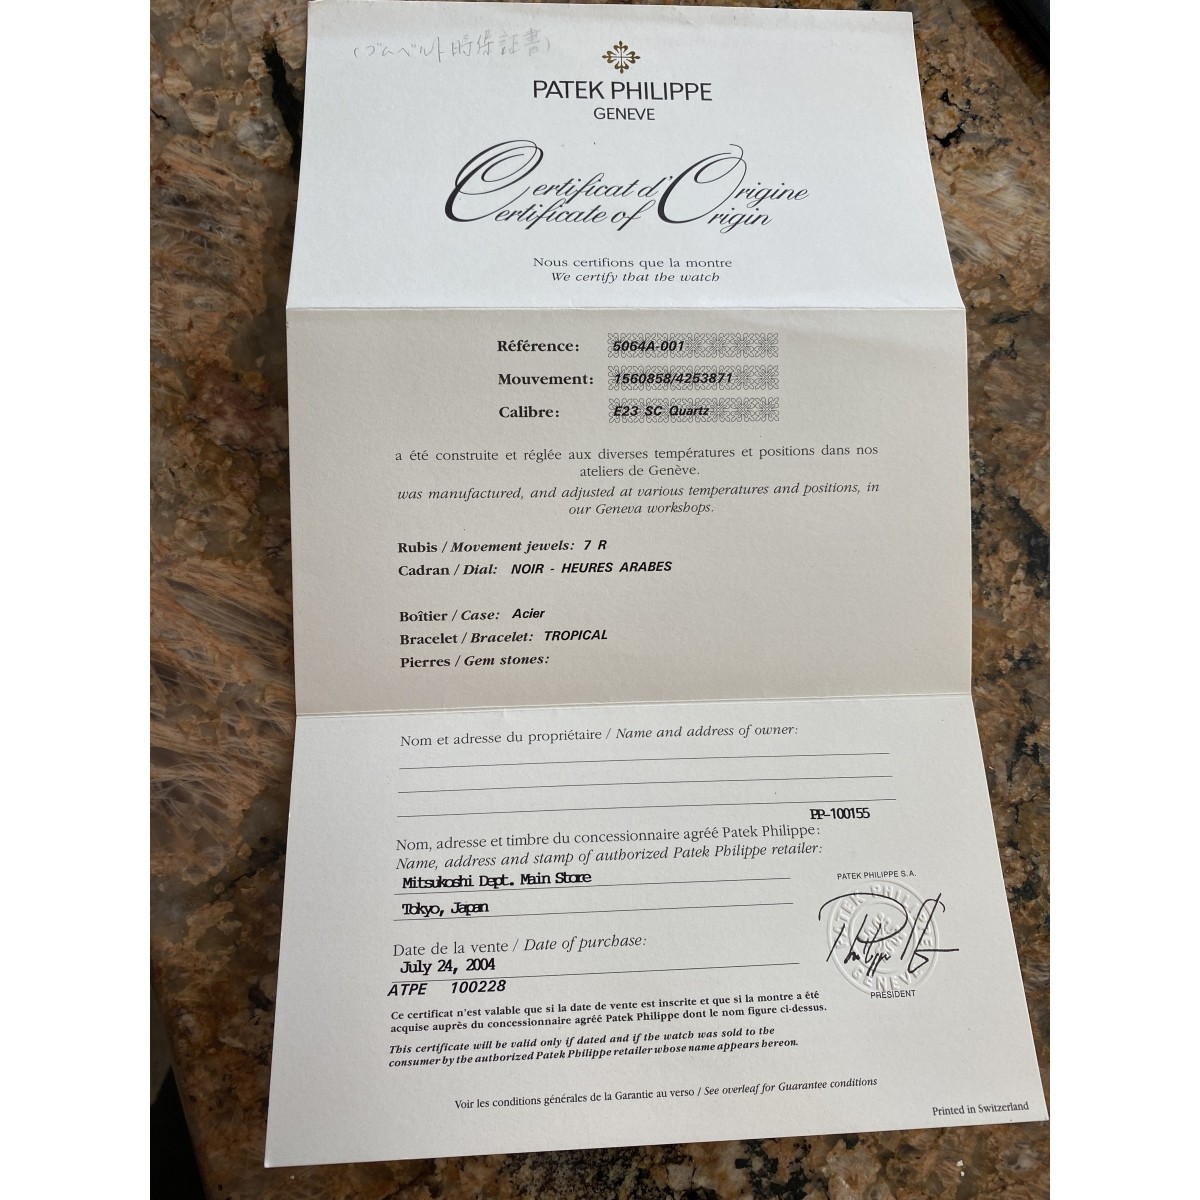 (ゴムベルト時保証書)
PATEK PHILIPPE
GENEVE
Certificat d'Origine
Certificate of Origin
Nous certifions que la montre
We certify that the watch
Référence: 5064A-001
Mouvement: 1560858/4253871
Calibre: E23 SC Quartz
a été construite et réglée aux diverses températures et positions dans nos
ateliers de Genève.
was manufactured, and adjusted at various temperatures and positions, in
our Geneva workshops.
Rubis / Movement jewels: 7 R
Cadran / Dial: NOIR - HEURES ARABES
Boîtier / Case: Acier
Bracelet / Bracelet: TROPICAL
Pierres / Gem stones:
Nom et adresse du propriétaire / Name and address of owner:
PP-100155
Nom, adresse et timbre du concessionnaire agréé Patek Philippe:
Name, address and stamp of authorized Patek Philippe retailer:
Mitsukoshi Dept. Main Store
Tokyo, Japan
PATEK PHILIPPE S.A.
PATEK PHILIPPE
GENEVE
PRÉSIDENT
Date de la vente / Date of purchase:
July 24, 2004
ATPE 100228
Ce certificat n'est valable que si la date de vente est inscrite et que si la montre a été
acquise auprès du concessionnaire agréé Patek Philippe dont le nom figure ci-dessus.
This certificate will be valid only if dated and if the watch was sold to the
consumer by the authorized Patek Philippe retailer whose name appears hereon.
Voir les conditions générales de la Garantie au verso / See overleaf for Guarantee conditions
Printed in Switzerland